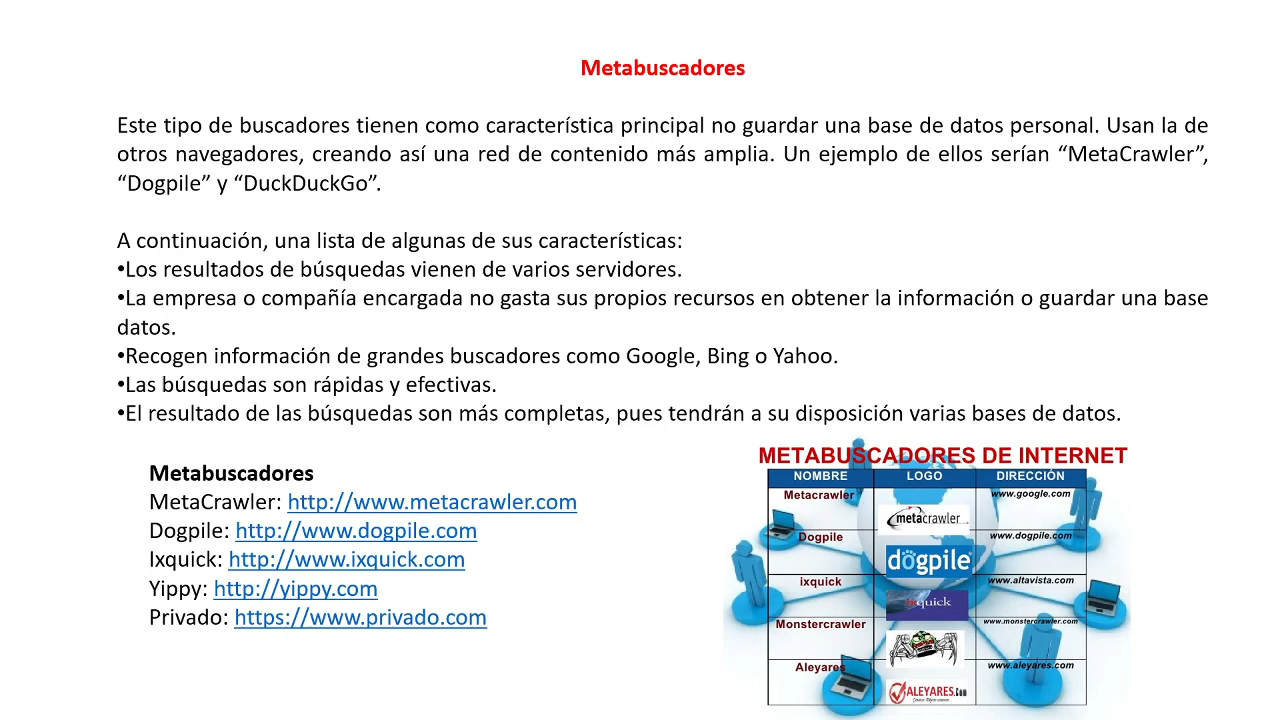 Metabuscadores
Este tipo de buscadores tienen como característica principal no guardar una base de datos personal. Usan la de
otros navegadores, creando así una red de contenido más amplia. Un ejemplo de ellos serían “MetaCrawler”,
“Dogpile” y “DuckDuckGo”.
A continuación, una lista de algunas de sus características:
•Los resultados de búsquedas vienen de varios servidores.
•La empresa o compañía encargada no gasta sus propios recursos en obtener la información o guardar una base
datos.
•Recogen información de grandes buscadores como Google, Bing o Yahoo.
•Las búsquedas son rápidas y efectivas.
•El resultado de las búsquedas son más completas, pues tendrán a su disposición varias bases de datos.
Metabuscadores
MetaCrawler: http://www.metacrawler.com
Dogpile: http://www.dogpile.com
Ixquick: http://www.ixquick.com
Yippy: http://yippy.com
Privado: https://www.privado.com
METABUSCADORES DE INTERNET
NOMBRE LOGO DIRECCIÓN
Metacrawler metacrawler www.google.com
Dogpile dogpile www.dogpile.com
ixquick ixquick www.altavista.com
Monstercrawler www.monstercrawler.com
Aleyares ALEYARES.com www.aleyares.com